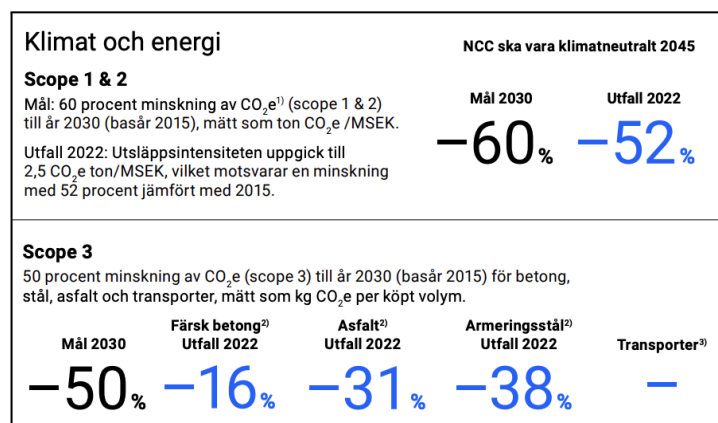 Klimat och energi
NCC ska vara klimatneutralt 2045
Scope 1 & 2
Mål: 60 procent minskning av CO₂e¹⁾ (scope 1 & 2)
till år 2030 (basår 2015), mätt som ton CO₂e /MSEK.
Utfall 2022: Utsläppsintensiteten uppgick till
2,5 CO₂e ton/MSEK, vilket motsvarar en minskning
med 52 procent jämfört med 2015.
Mål 2030
−60%
Utfall 2022
−52%
Scope 3
50 procent minskning av CO₂e (scope 3) till år 2030 (basår 2015) för betong,
stål, asfalt och transporter, mätt som kg CO₂e per köpt volym.
Mål 2030
−50%
Färsk betong²⁾
Utfall 2022
−16%
Asfalt²⁾
Utfall 2022
−31%
Armeringsstål²⁾
Utfall 2022
−38%
Transporter³⁾
−